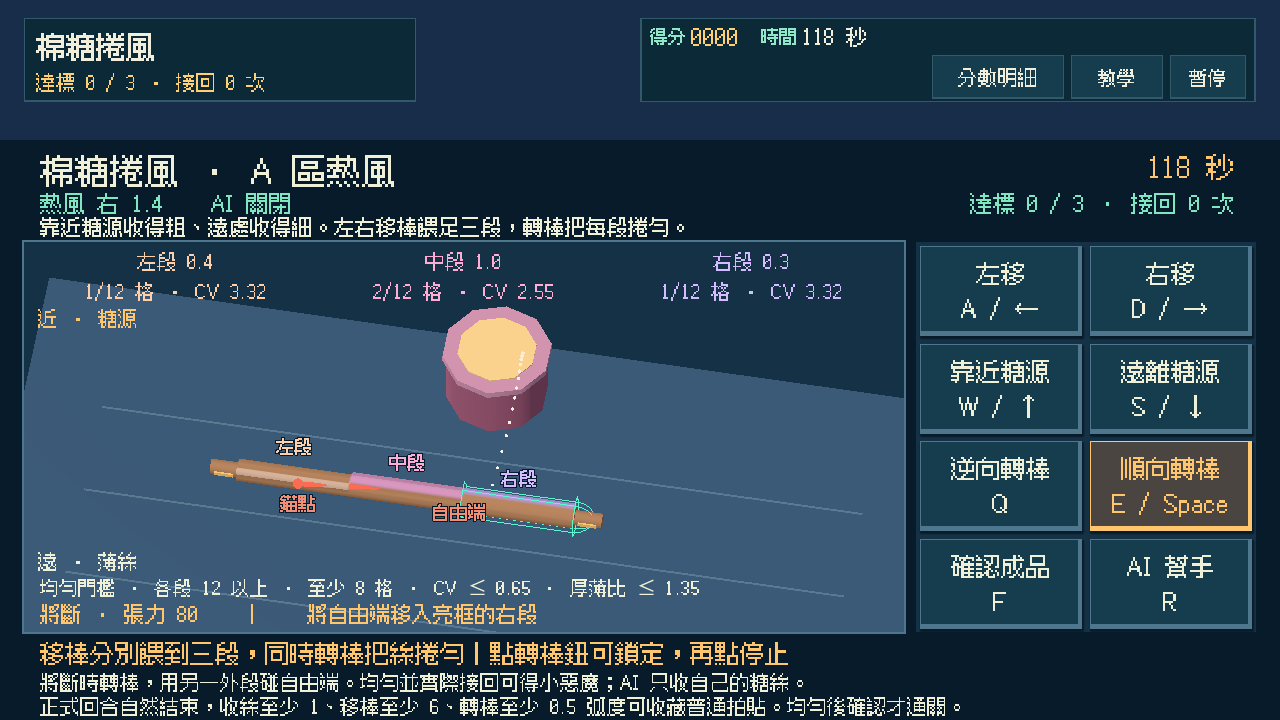 棉糖捲風
達標 0 / 3 · 接回 0 次
得分 0000 時間 118 秒
分數明細
教學
暫停
棉糖捲風 · A 區熱風
118 秒
熱風 右 1.4 AI 關閉
達標 0 / 3 · 接回 0 次
靠近糖源收得粗、遠處收得細。左右移棒餵足三段，轉棒把每段捲勻。
左段 0.4
中段 1.0
右段 0.3
1/12 格 · CV 3.32
2/12 格 · CV 2.55
1/12 格 · CV 3.32
近 · 糖源
左段
中段
右段
錨點
自由端
遠 · 薄絲
均勻門檻 · 各段 12 以上 · 至少 8 格 · CV ≤ 0.65 · 厚薄比 ≤ 1.35
將斷 · 張力 80 | 將自由端移入亮框的右段
左移
A / ←
右移
D / →
靠近糖源
W / ↑
遠離糖源
S / ↓
逆向轉棒
Q
順向轉棒
E / Space
確認成品
F
AI 幫手
R
移棒分別餵到三段，同時轉棒把絲捲勻｜點轉棒鈕可鎖定，再點停止
將斷時轉棒，用另一外段碰自由端。均勻並實際接回可得小惡魔；AI 只收自己的糖絲。
正式回合自然結束，收絲至少 1、移棒至少 6、轉棒至少 0.5 弧度可收藏普通拍貼。均勻後確認才通關。